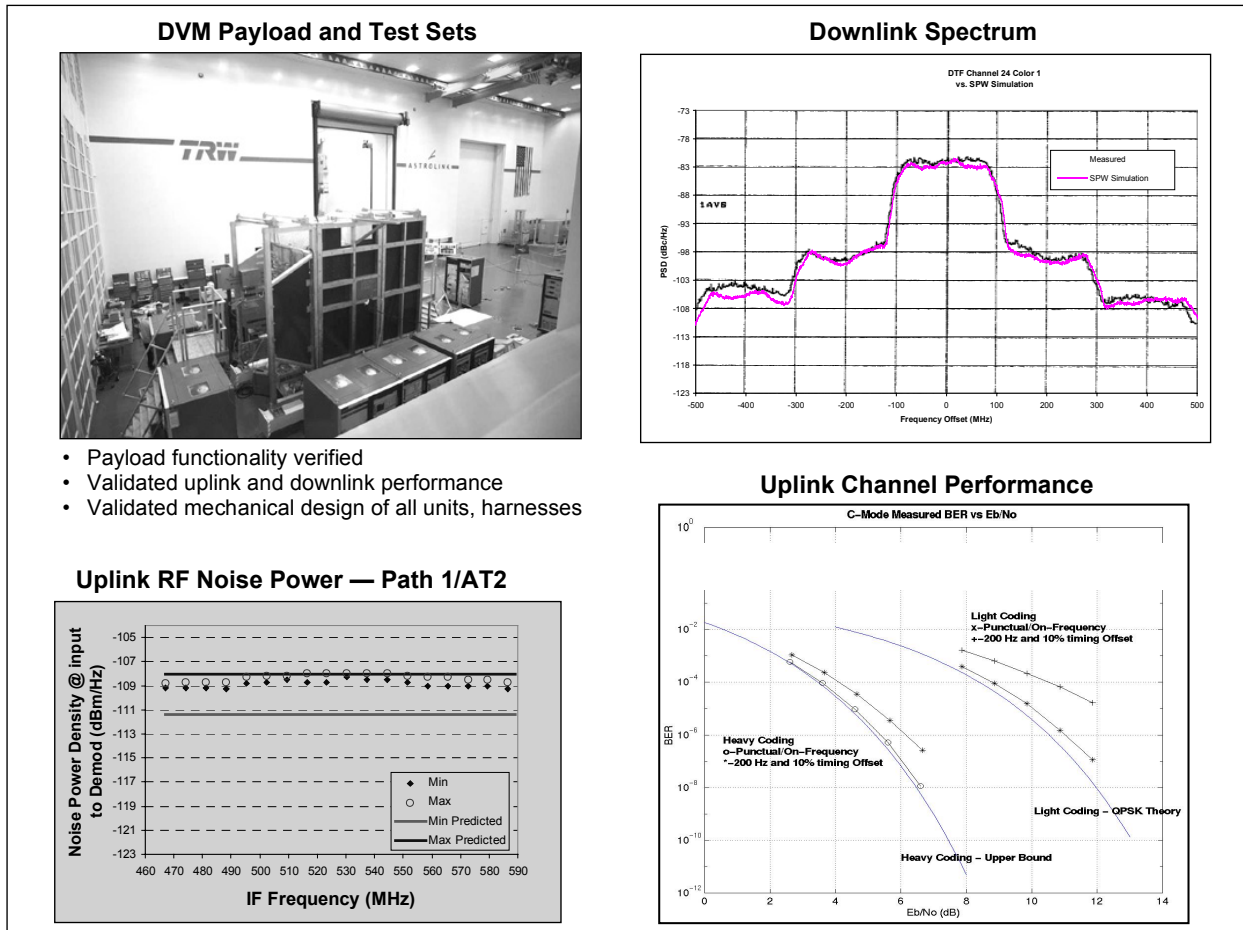 DVM Payload and Test Sets
TRW
ASTROLINK
• Payload functionality verified
• Validated uplink and downlink performance
• Validated mechanical design of all units, harnesses
Downlink Spectrum
DTF Channel 24 Color 1
vs. SPW Simulation
-73
-78
-83
-88
-93
-98
-103
-108
-113
-118
-123
PSD (dBc/Hz)
1AVG
Measured
SPW Simulation
-500 -400 -300 -200 -100 0 100 200 300 400 500
Frequency Offset (MHz)
Uplink RF Noise Power — Path 1/AT2
Noise Power Density @ input
to Demod (dBm/Hz)
-105
-107
-109
-111
-113
-115
-117
-119
-121
-123
Min
Max
Min Predicted
Max Predicted
460 470 480 490 500 510 520 530 540 550 560 570 580 590
IF Frequency (MHz)
Uplink Channel Performance
C-Mode Measured BER vs Eb/No
10^0
10^-2
10^-4
10^-6
10^-8
10^-10
10^-12
BER
Light Coding
x-Punctual/On-Frequency
+-200 Hz and 10% timing Offset
Heavy Coding
o-Punctual/On-Frequency
*-200 Hz and 10% timing Offset
Light Coding - QPSK Theory
Heavy Coding - Upper Bound
0 2 4 6 8 10 12 14
Eb/No (dB)